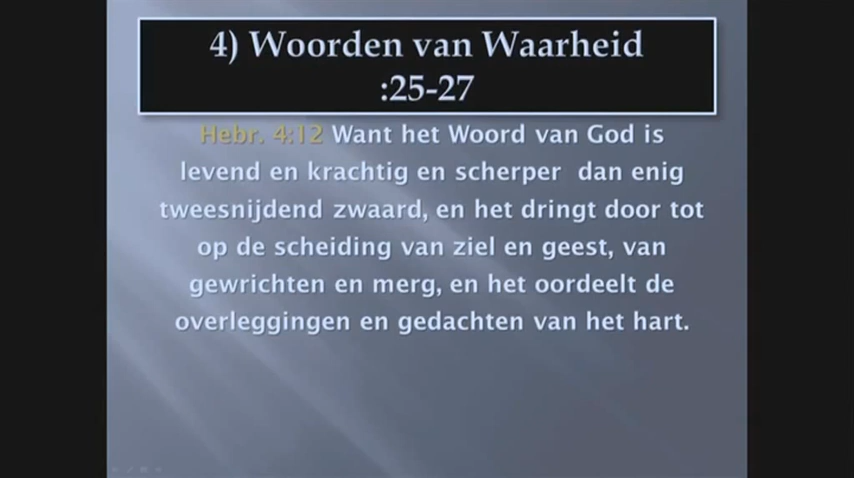 4) Woorden van Waarheid
:25-27
Hebr. 4:12 Want het Woord van God is
levend en krachtig en scherper dan enig
tweesnijdend zwaard, en het dringt door tot
op de scheiding van ziel en geest, van
gewrichten en merg, en het oordeelt de
overleggingen en gedachten van het hart.